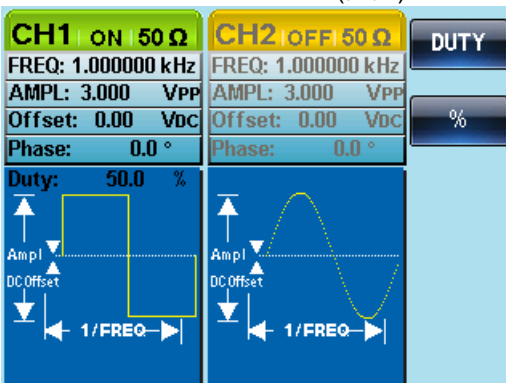 CH1 ON 50 Ω
FREQ: 1.000000 kHz
AMPL: 3.000 VPP
Offset: 0.00 VDC
Phase: 0.0 °
Duty: 50.0 %
Ampl
DC Offset
1/FREQ
CH2 OFF 50 Ω
FREQ: 1.000000 kHz
AMPL: 3.000 VPP
Offset: 0.00 VDC
Phase: 0.0 °
Ampl
DC Offset
1/FREQ
DUTY
%